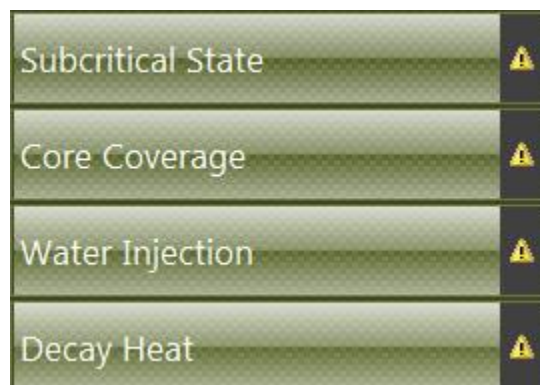 Subcritical State
Core Coverage
Water Injection
Decay Heat